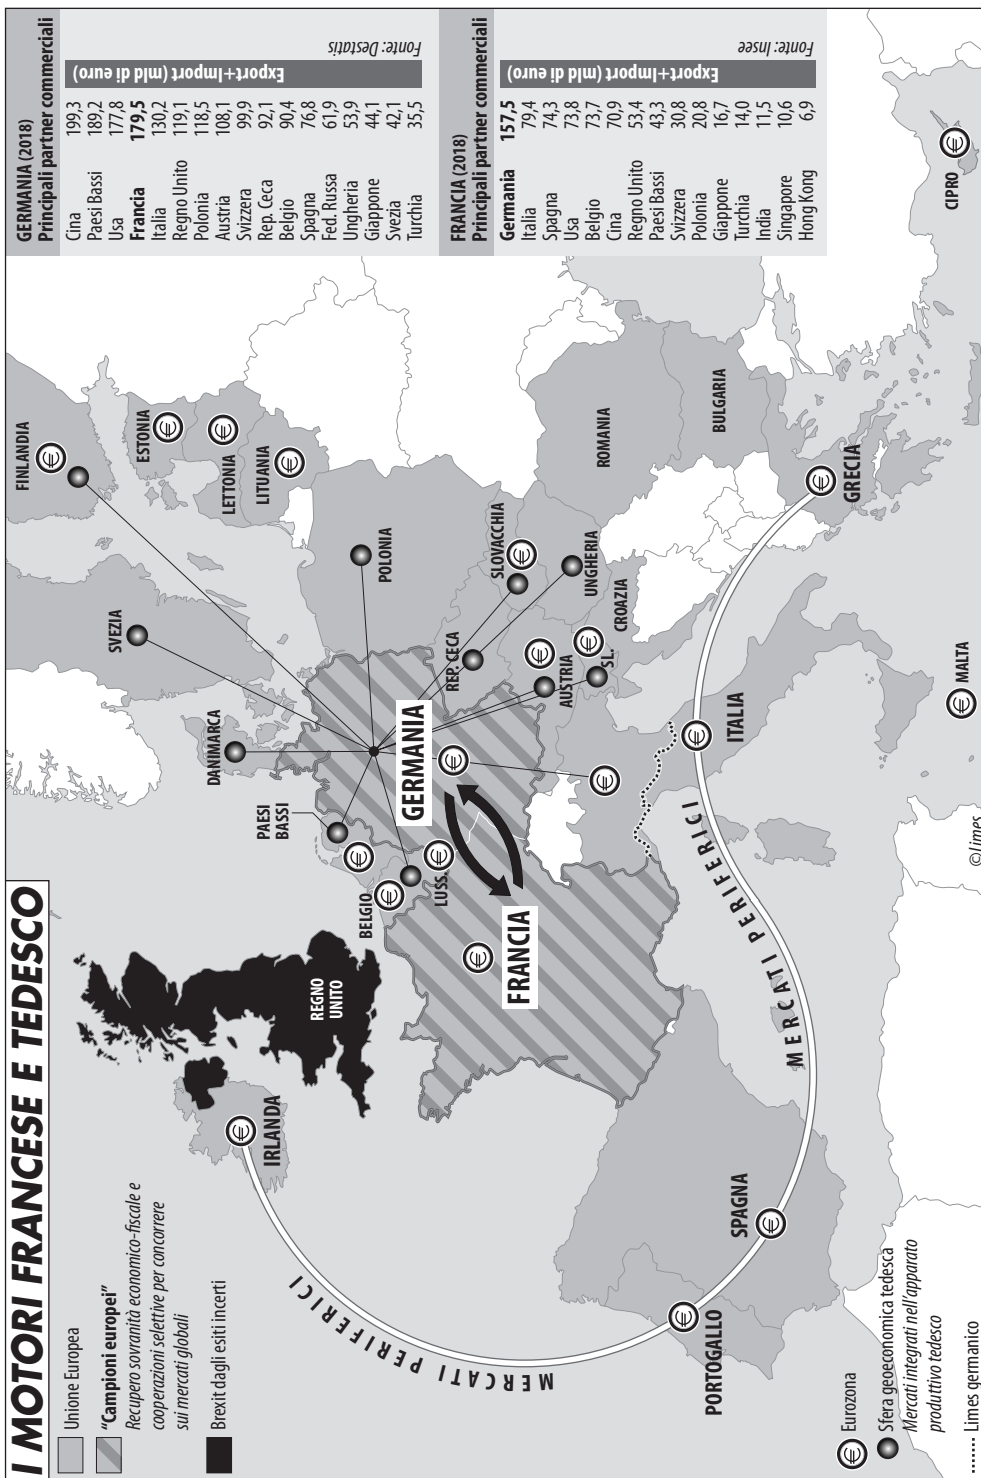 I MOTORI FRANCESE E TEDESCO
Unione Europea
"Campioni europei"
Recupero sovranità economico-fiscale e
cooperazioni selettive per concorrere
sui mercati globali
Brexit dagli esiti incerti
Eurozona
Sfera geoeconomica tedesca
Mercati integrati nell'apparato
produttivo tedesco
Limes germanico
IRLANDA
REGNO
UNITO
PORTOGALLO
SPAGNA
MERCATI PERIFERICI
MERCATI PERIFERICI
FRANCIA
GERMANIA
BELGIO
LUSS.
PAESI
BASSI
DANIMARCA
SVEZIA
FINLANDIA
ESTONIA
LETTONIA
LITUANIA
POLONIA
REP. CECA
SLOVACCHIA
AUSTRIA
UNGHERIA
SL.
CROAZIA
ROMANIA
BULGARIA
ITALIA
GRECIA
MALTA
CIPRO
©Limes
GERMANIA (2018)
Principali partner commerciali
Export+Import (mld di euro)
Cina 199,3
Paesi Bassi 189,2
Usa 177,8
Francia 179,5
Italia 130,2
Regno Unito 119,1
Polonia 118,5
Austria 108,1
Svizzera 99,9
Rep. Ceca 92,1
Belgio 90,4
Spagna 76,8
Fed. Russa 61,9
Ungheria 53,9
Giappone 44,1
Svezia 42,1
Turchia 35,5
Fonte: Destatis
FRANCIA (2018)
Principali partner commerciali
Export+Import (mld di euro)
Germania 157,5
Italia 79,4
Spagna 74,3
Usa 73,8
Belgio 73,7
Cina 70,9
Regno Unito 53,4
Paesi Bassi 43,3
Svizzera 30,8
Polonia 20,8
Giappone 16,7
Turchia 14,0
India 11,5
Singapore 10,6
Hong Kong 6,9
Fonte: Insee